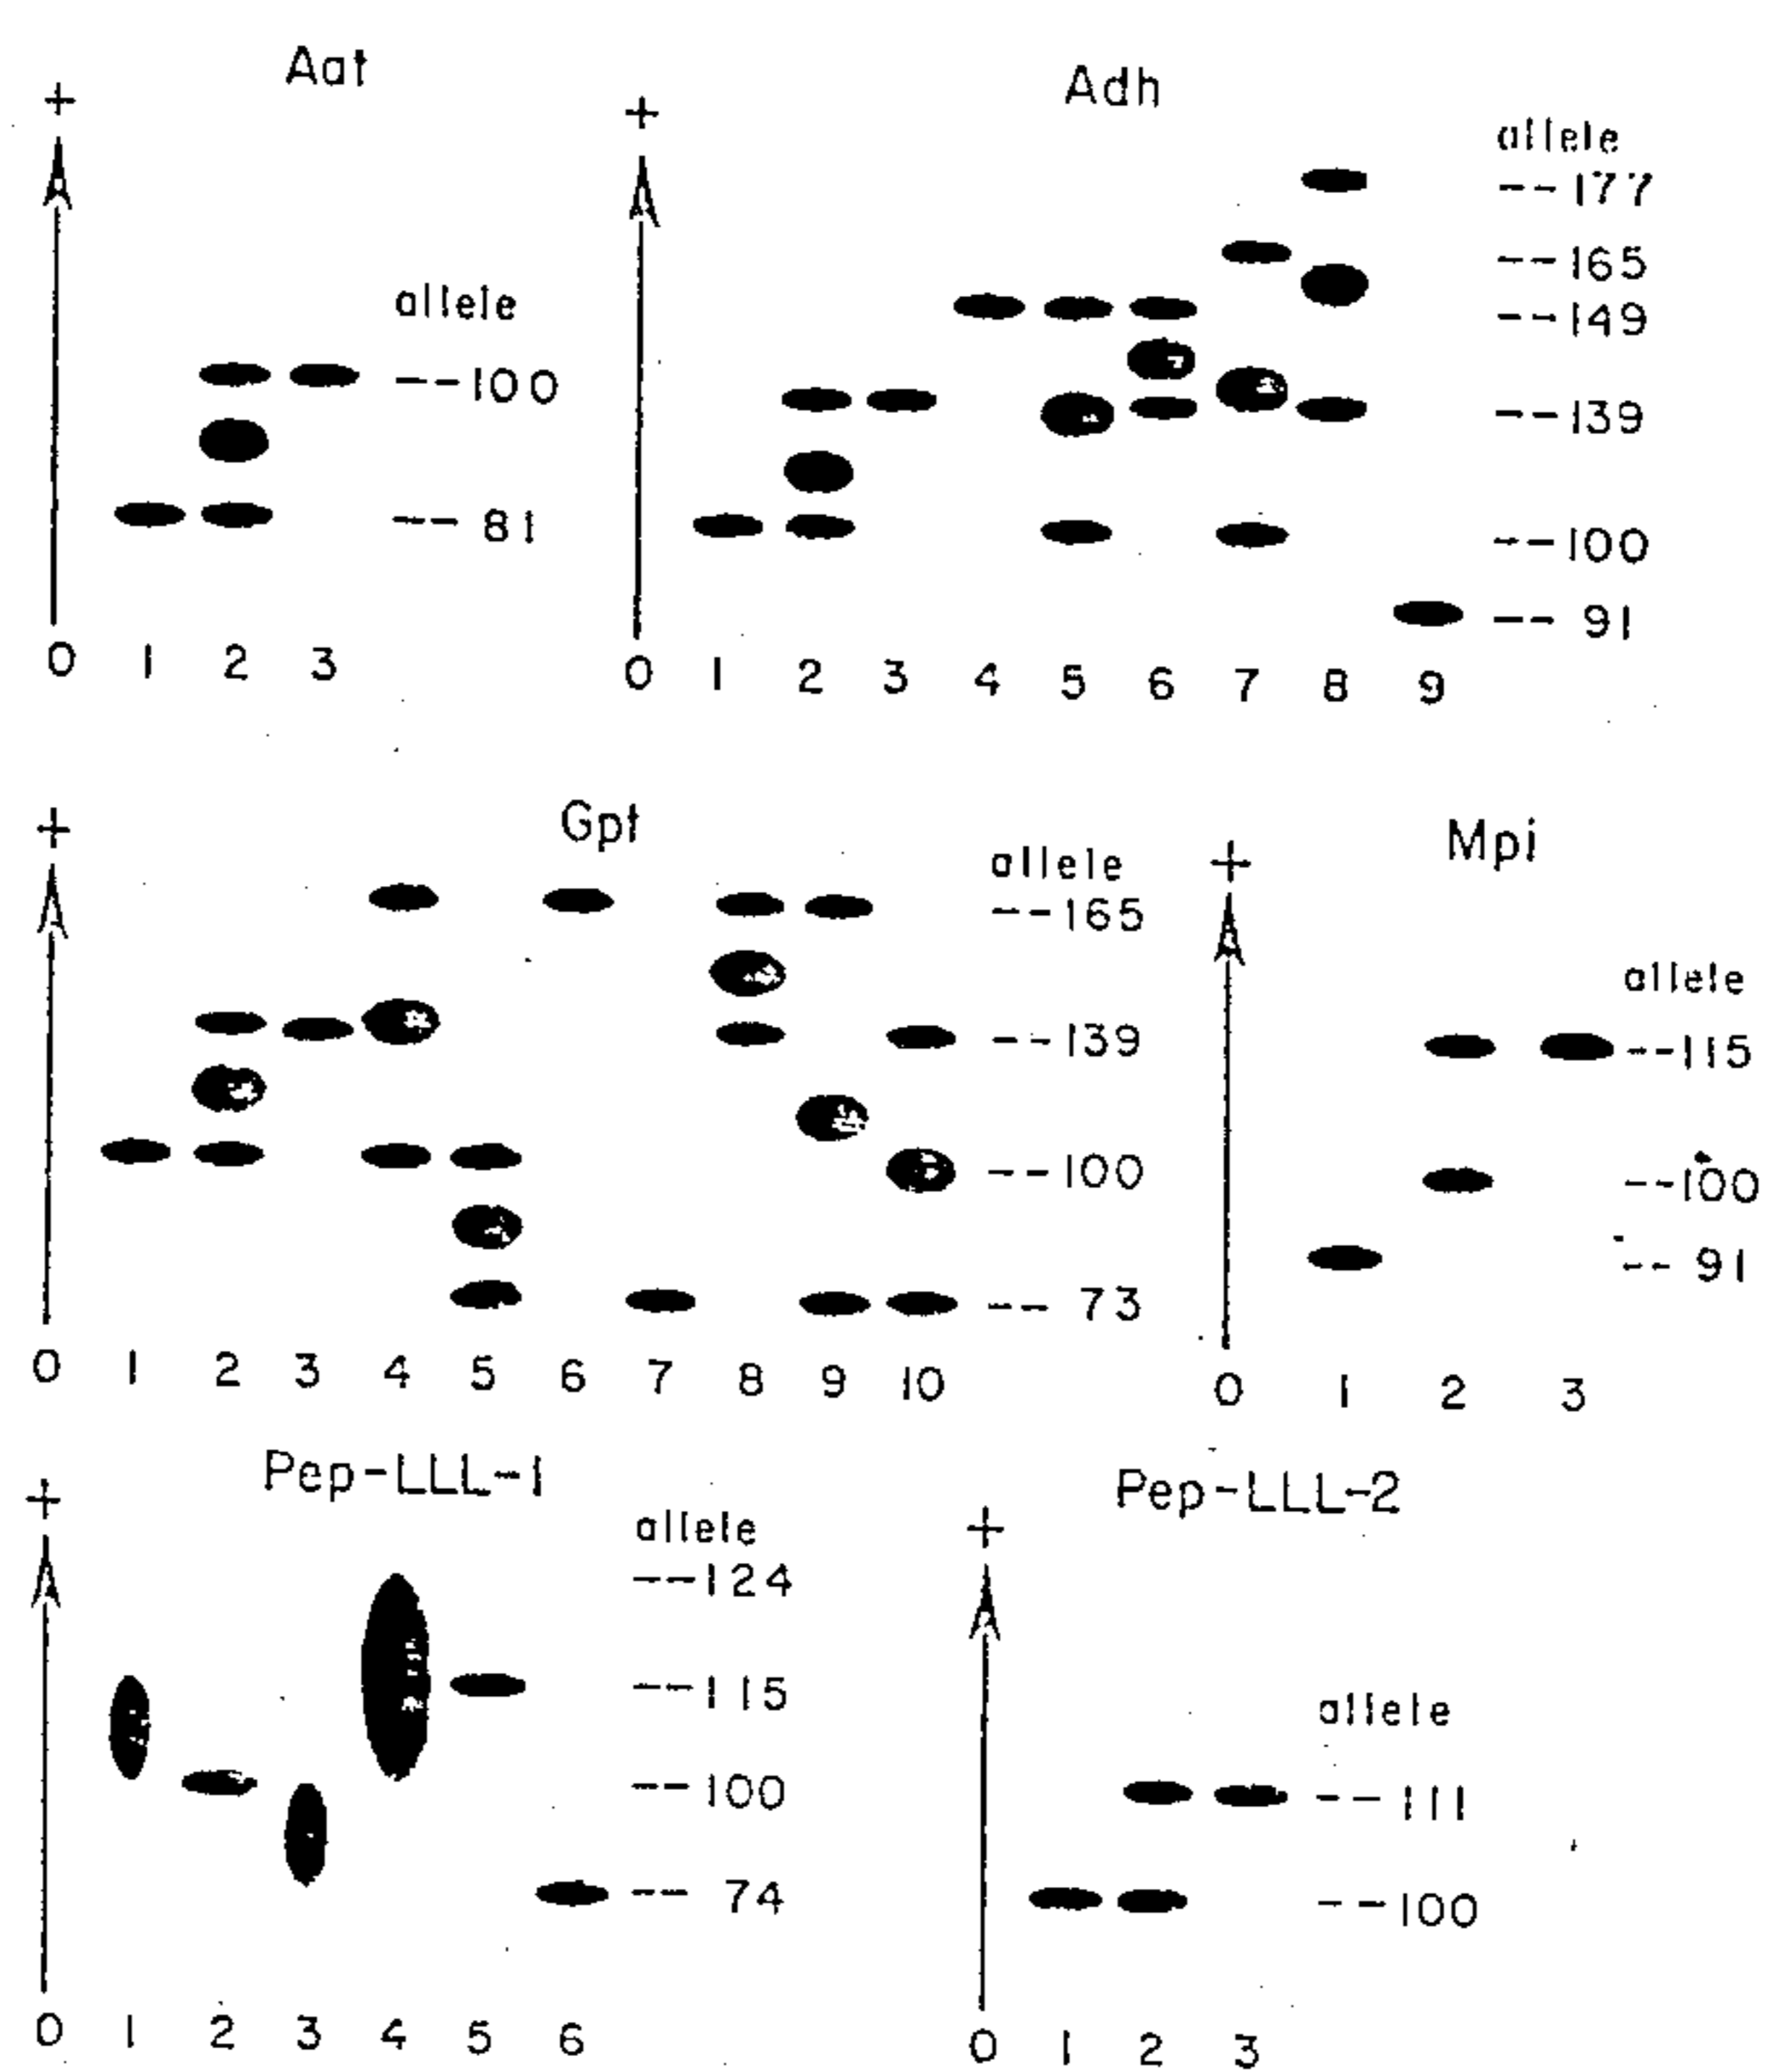 Aat
+
allele
--100
-- 81
0 1 2 3
Adh
+
allele
--177
--165
--149
--139
--100
-- 91
0 1 2 3 4 5 6 7 8 9
Gpt
+
allele
--165
--139
--100
-- 73
0 1 2 3 4 5 6 7 8 9 10
Mpi
+
allele
--115
--100
-- 91
0 1 2 3
Pep-LLL-1
+
allele
--124
--115
--100
-- 74
0 1 2 3 4 5 6
Pep-LLL-2
+
allele
--111
--100
0 1 2 3